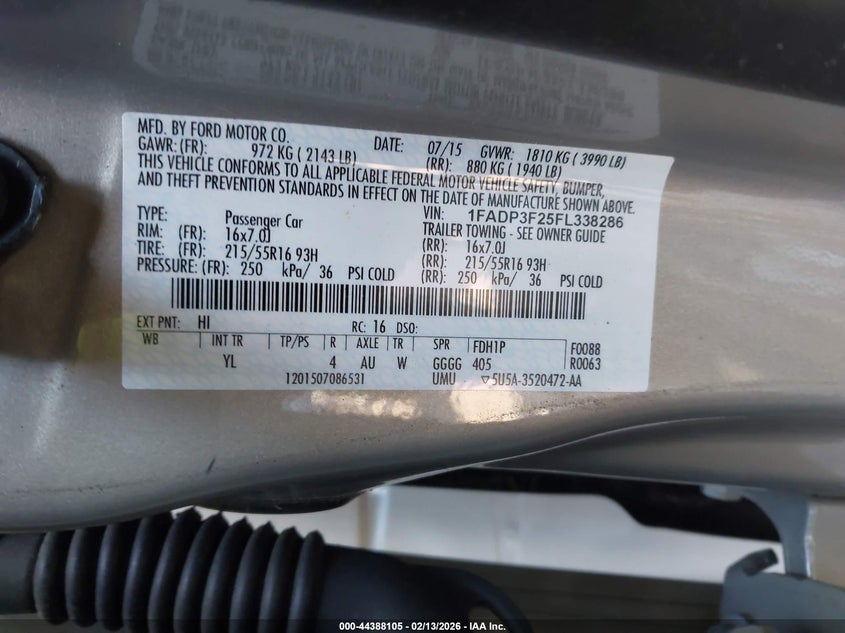 MFD. BY FORD MOTOR CO.
DATE: 07/15 GVWR: 1810 KG ( 3990 LB)
GAWR: (FR): 972 KG ( 2143 LB) (RR): 880 KG ( 1940 LB)
THIS VEHICLE CONFORMS TO ALL APPLICABLE FEDERAL MOTOR VEHICLE SAFETY, BUMPER,
AND THEFT PREVENTION STANDARDS IN EFFECT ON THE DATE OF MANUFACTURE SHOWN ABOVE.
VIN: 1FADP3F25FL338286
TYPE: Passenger Car TRAILER TOWING - SEE OWNER GUIDE
RIM: (FR): 16x7.0J (RR): 16x7.0J
TIRE: (FR): 215/55R16 93H (RR): 215/55R16 93H
PRESSURE: (FR): 250 kPa/ 36 PSI COLD (RR): 250 kPa/ 36 PSI COLD
EXT PNT: HI RC: 16 DSO:
WB INT TR TP/PS R AXLE TR SPR FDH1P F0088
YL 4 AU W GGGG 405 R0063
1201507086531 UMU ▽5U5A-3520472-AA
000-44388105 - 02/13/2026 - IAA Inc.